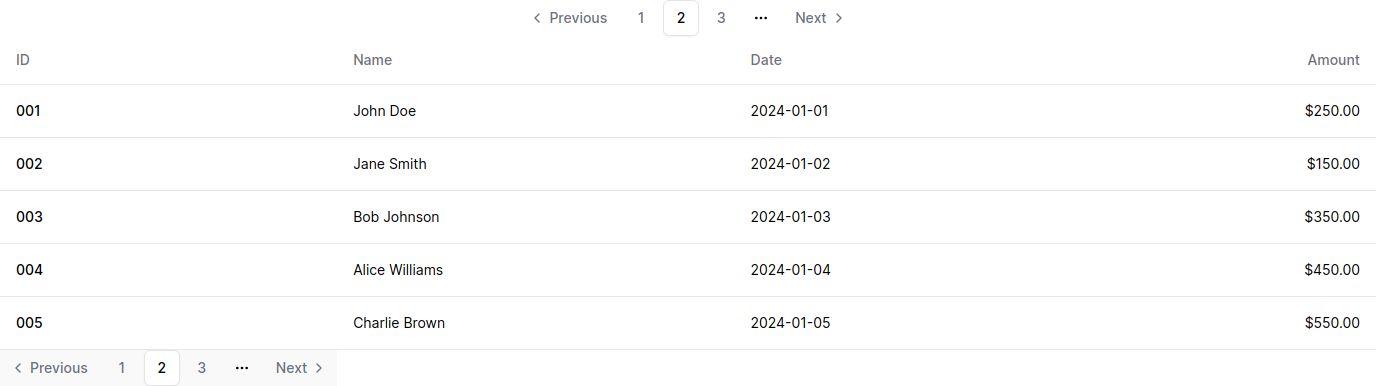 Previous 1 2 3 ··· Next
ID Name Date Amount
001 John Doe 2024-01-01 $250.00
002 Jane Smith 2024-01-02 $150.00
003 Bob Johnson 2024-01-03 $350.00
004 Alice Williams 2024-01-04 $450.00
005 Charlie Brown 2024-01-05 $550.00
Previous 1 2 3 ··· Next